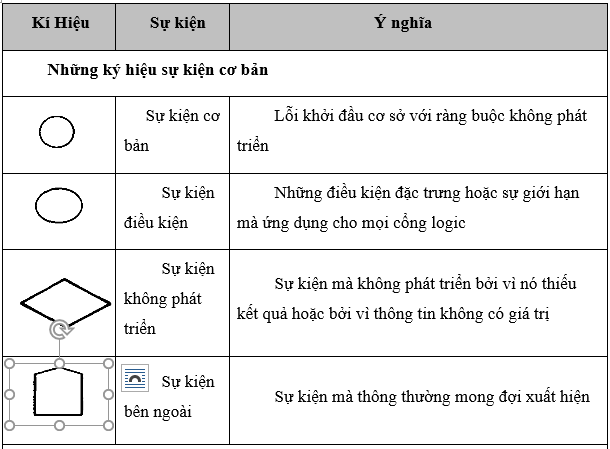 Kí Hiệu Sự kiện Ý nghĩa
Những ký hiệu sự kiện cơ bản
Sự kiện cơ
bản
Lỗi khởi đầu cơ sở với ràng buộc không phát
triển
Sự kiện
điều kiện
Những điều kiện đặc trưng hoặc sự giới hạn
mà ứng dụng cho mọi cổng logic
Sự kiện
không phát
triển
Sự kiện mà không phát triển bởi vì nó thiếu
kết quả hoặc bởi vì thông tin không có giá trị
Sự kiện
bên ngoài
Sự kiện mà thông thường mong đợi xuất hiện